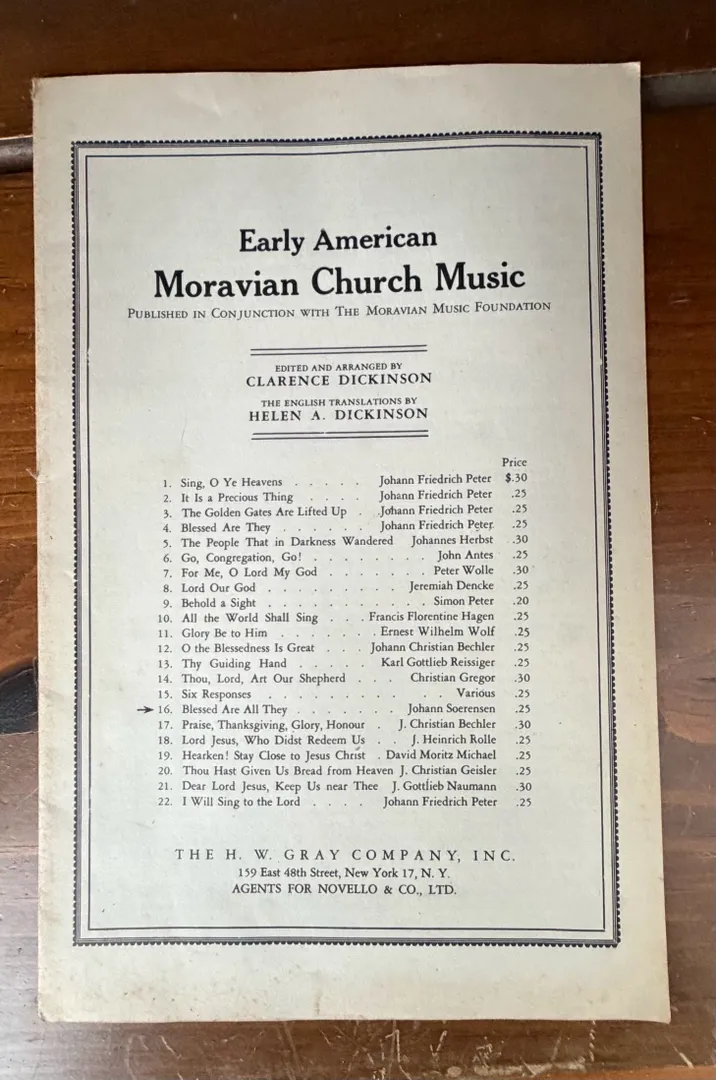 Early American
Moravian Church Music
PUBLISHED IN CONJUNCTION WITH THE MORAVIAN MUSIC FOUNDATION
EDITED AND ARRANGED BY
CLARENCE DICKINSON
THE ENGLISH TRANSLATIONS BY
HELEN A. DICKINSON
Price
1. Sing, O Ye Heavens . . . . . Johann Friedrich Peter $.30
2. It Is a Precious Thing . . . . Johann Friedrich Peter .25
3. The Golden Gates Are Lifted Up . Johann Friedrich Peter .25
4. Blessed Are They . . . . . . Johann Friedrich Peter .25
5. The People That in Darkness Wandered Johannes Herbst .30
6. Go, Congregation, Go! . . . . . . . . John Antes .25
7. For Me, O Lord My God . . . . . . . Peter Wolle .30
8. Lord Our God . . . . . . . . . Jeremiah Dencke .25
9. Behold a Sight . . . . . . . . . . . Simon Peter .20
10. All the World Shall Sing . . . Francis Florentine Hagen .25
11. Glory Be to Him . . . . . . . Ernest Wilhelm Wolf .25
12. O the Blessedness Is Great . . . Johann Christian Bechler .25
13. Thy Guiding Hand . . . . . Karl Gottlieb Reissiger .25
14. Thou, Lord, Art Our Shepherd . . . Christian Gregor .30
15. Six Responses . . . . . . . . . . Various .25
→ 16. Blessed Are All They . . . . . . . Johann Soerensen .25
17. Praise, Thanksgiving, Glory, Honour . J. Christian Bechler .30
18. Lord Jesus, Who Didst Redeem Us . . J. Heinrich Rolle .25
19. Hearken! Stay Close to Jesus Christ . David Moritz Michael .25
20. Thou Hast Given Us Bread from Heaven J. Christian Geisler .25
21. Dear Lord Jesus, Keep Us near Thee J. Gottlieb Naumann .30
22. I Will Sing to the Lord . . . . Johann Friedrich Peter .25
THE H. W. GRAY COMPANY, INC.
159 East 48th Street, New York 17, N. Y.
AGENTS FOR NOVELLO & CO., LTD.